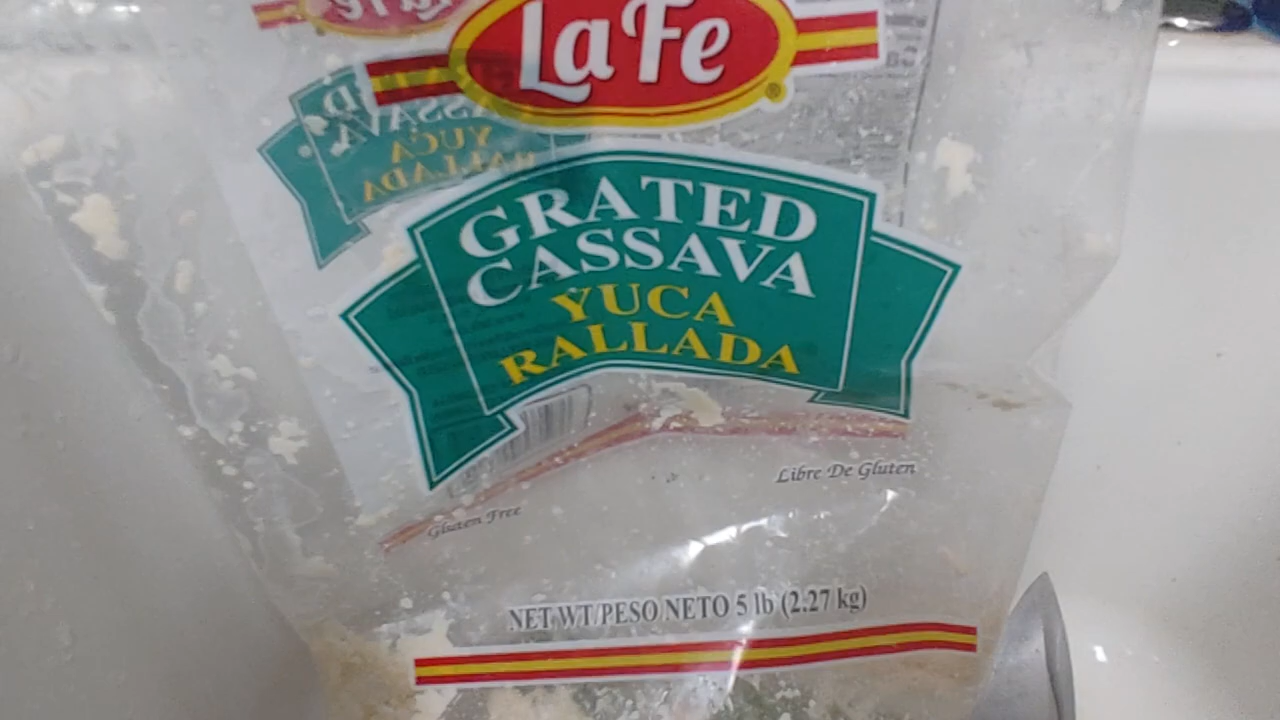 La Fe
®
GRATED
CASSAVA
YUCA
RALLADA
Libre De Gluten
Gluten Free
NET WT/PESO NETO 5 lb (2.27 kg)